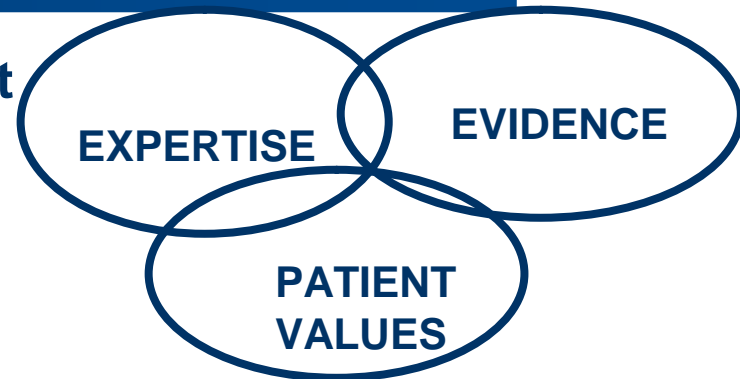 t
EXPERTISE
EVIDENCE
PATIENT
VALUES